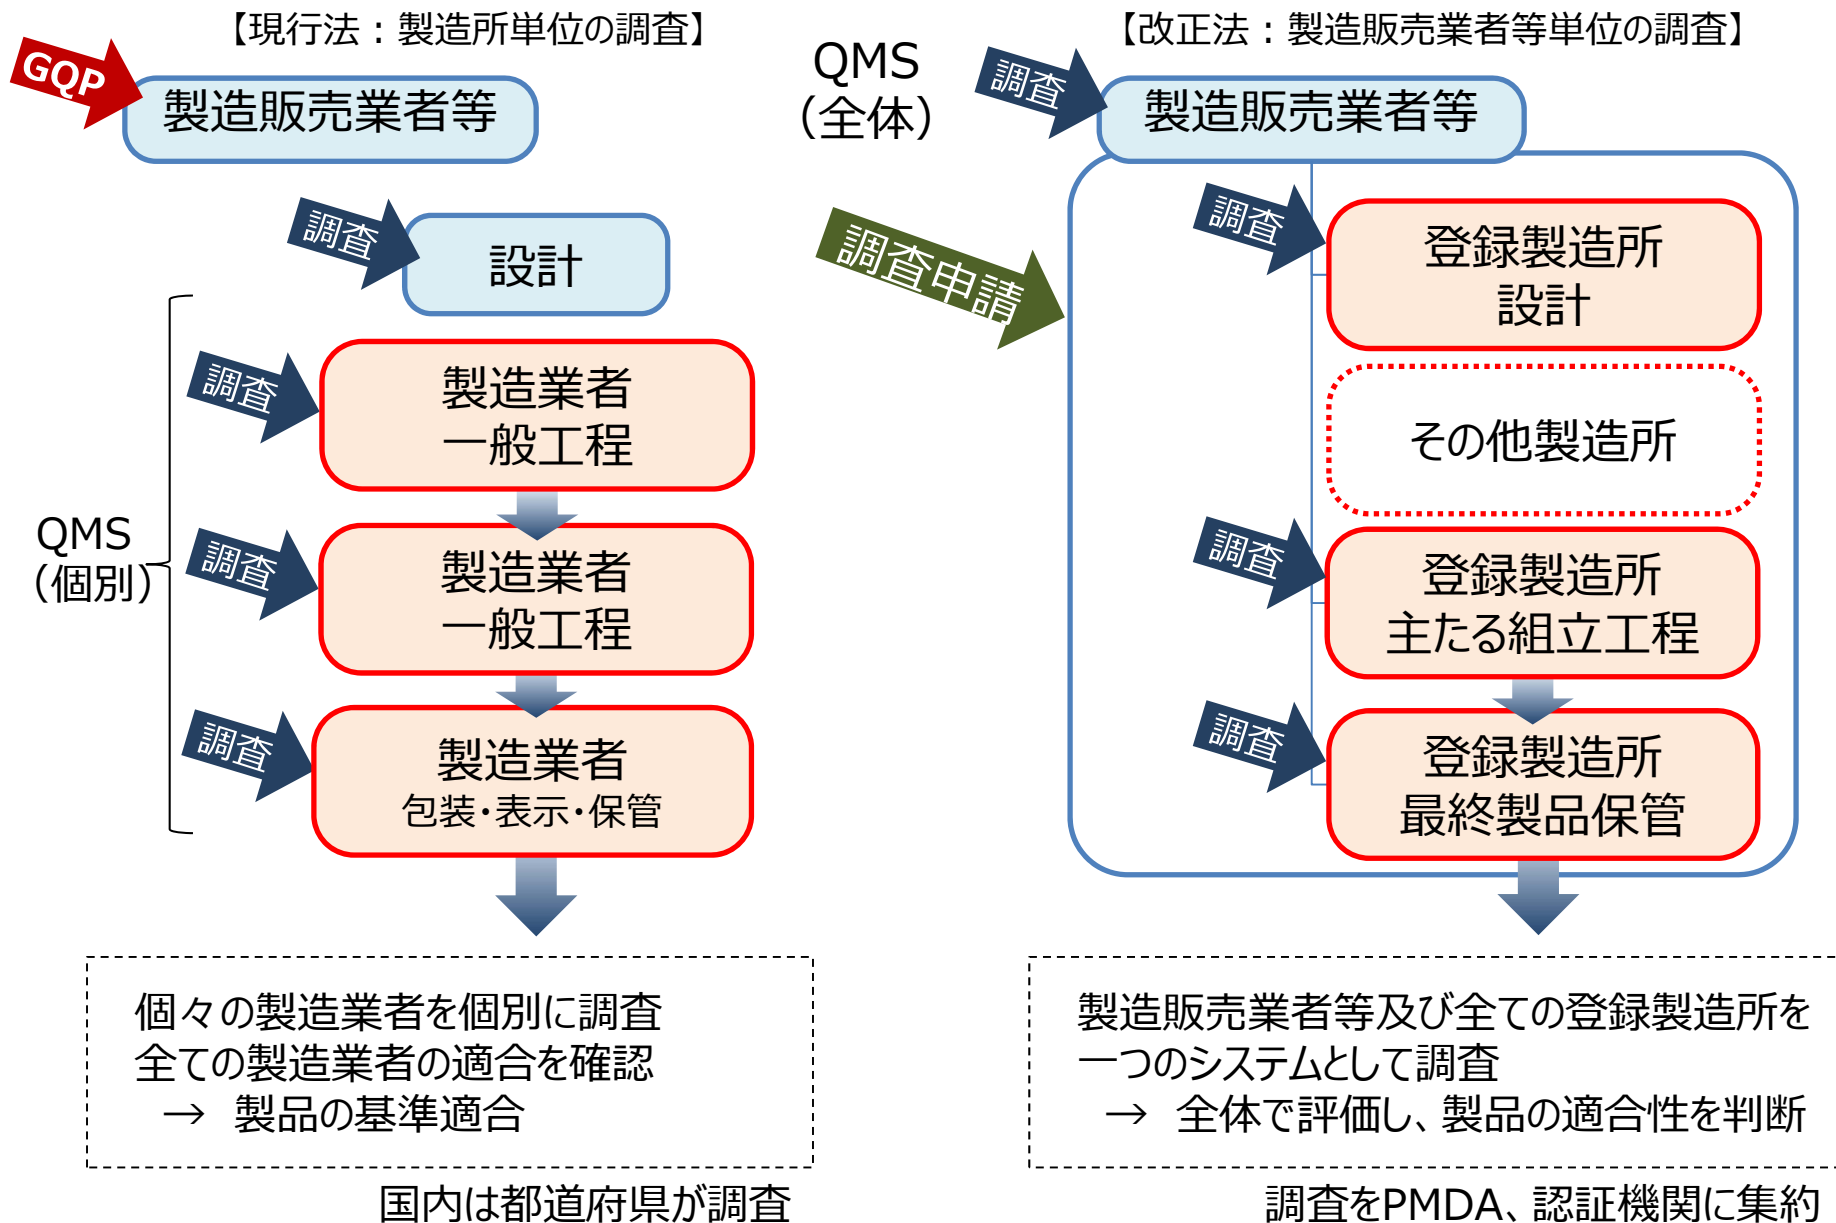 【現行法：製造所単位の調査】
GQP
製造販売業者等
調査
設計
QMS
（個別）
調査
製造業者
一般工程
調査
製造業者
一般工程
調査
製造業者
包装・表示・保管
個々の製造業者を個別に調査
全ての製造業者の適合を確認
→ 製品の基準適合
国内は都道府県が調査
【改正法：製造販売業者等単位の調査】
QMS
（全体）
調査
製造販売業者等
調査申請
調査
登録製造所
設計
その他製造所
調査
登録製造所
主たる組立工程
調査
登録製造所
最終製品保管
製造販売業者等及び全ての登録製造所を
一つのシステムとして調査
→ 全体で評価し、製品の適合性を判断
調査をPMDA、認証機関に集約